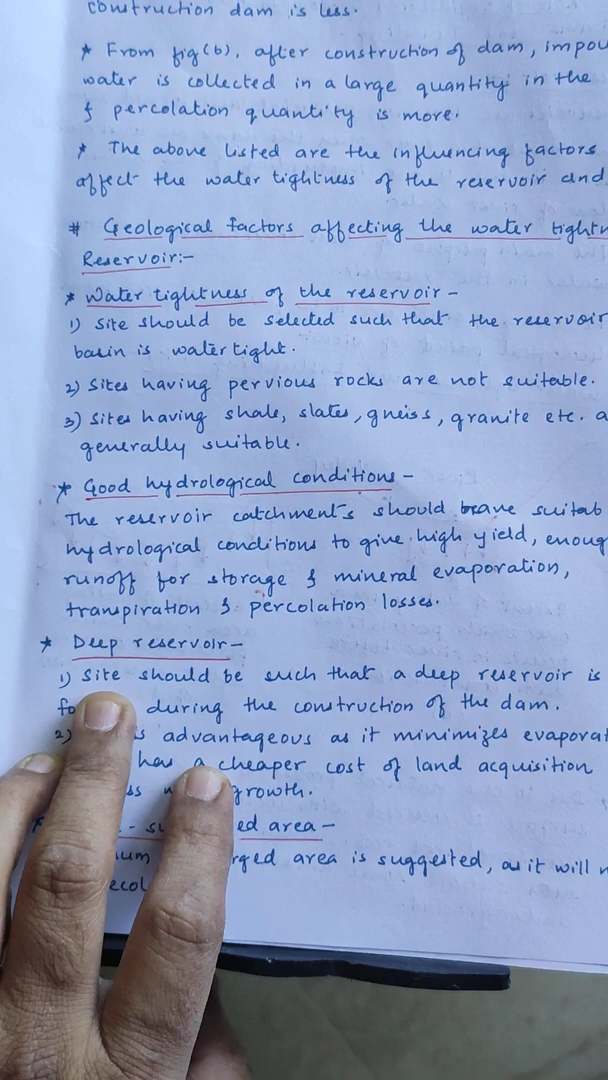 construction dam is less.
* From fig(b), after construction of dam, impou
water is collected in a large quantity in the
& percolation quantity is more.
* The above listed are the influencing factors
affect the water tightness of the reservoir and
# Geological factors affecting the water tightn
Reservoir:-
* Water tightness of the reservoir -
1) Site should be selected such that the reservoir
basin is water tight.
2) Sites having pervious rocks are not suitable.
3) Sites having shale, slates, gneiss, granite etc. a
generally suitable.
* Good hydrological conditions -
The reservoir catchment's should have suitab
hydrological conditions to give high yield, enoug
runoff for storage & mineral evaporation,
transpiration & percolation losses.
* Deep reservoir -
1) Site should be such that a deep reservoir is
fo during the construction of the dam.
2) s advantageous as it minimizes evaporat
has a cheaper cost of land acquisition
ss growth.
ed area -
rged area is suggested, as it will
ecol